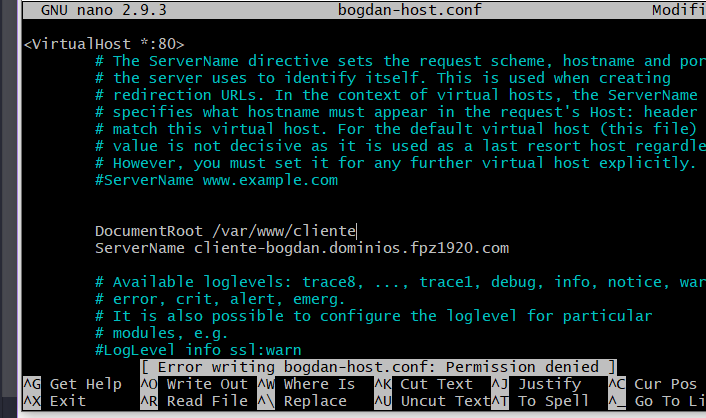 GNU nano 2.9.3 bogdan-host.conf Modifi
<VirtualHost *:80>
# The ServerName directive sets the request scheme, hostname and por
# the server uses to identify itself. This is used when creating
# redirection URLs. In the context of virtual hosts, the ServerName
# specifies what hostname must appear in the request's Host: header
# match this virtual host. For the default virtual host (this file)
# value is not decisive as it is used as a last resort host regardle
# However, you must set it for any further virtual host explicitly.
#ServerName www.example.com
DocumentRoot /var/www/cliente
ServerName cliente-bogdan.dominios.fpz1920.com
# Available loglevels: trace8, ..., trace1, debug, info, notice, war
# error, crit, alert, emerg.
# It is also possible to configure the loglevel for particular
# modules, e.g.
#LogLevel info ssl:warn
[ Error writing bogdan-host.conf: Permission denied ]
^G Get Help ^O Write Out ^W Where Is ^K Cut Text ^J Justify ^C Cur Pos
^X Exit ^R Read File ^\ Replace ^U Uncut Text ^T To Spell ^_ Go To Li